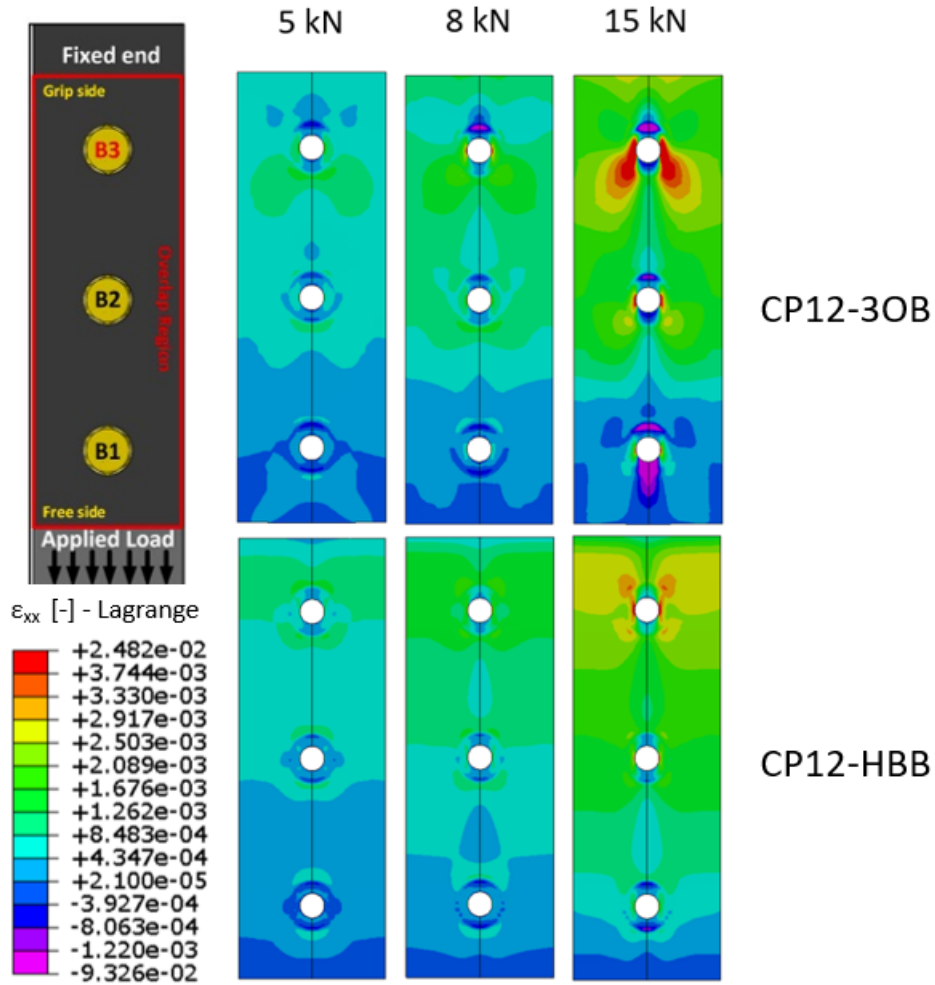 5 kN
8 kN
15 kN
Fixed end
Grip side
B3
B2
Overlap Region
B1
Free side
Applied Load
CP12-3OB
CP12-HBB
εxx [-] - Lagrange
+2.482e-02
+3.744e-03
+3.330e-03
+2.917e-03
+2.503e-03
+2.089e-03
+1.676e-03
+1.262e-03
+8.483e-04
+4.347e-04
+2.100e-05
-3.927e-04
-8.063e-04
-1.220e-03
-9.326e-02